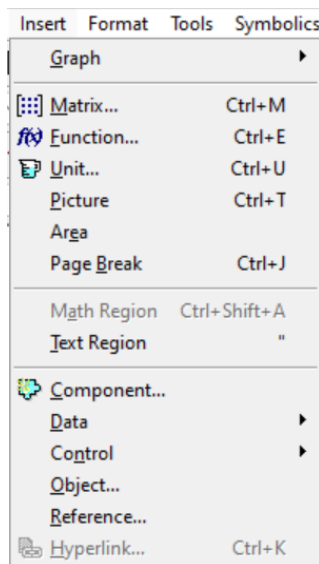 Insert Format Tools Symbolics
Graph
Matrix... Ctrl+M
f(x) Function... Ctrl+E
Unit... Ctrl+U
Picture Ctrl+T
Area
Page Break Ctrl+J
Math Region Ctrl+Shift+A
Text Region "
Component...
Data
Control
Object...
Reference...
Hyperlink... Ctrl+K